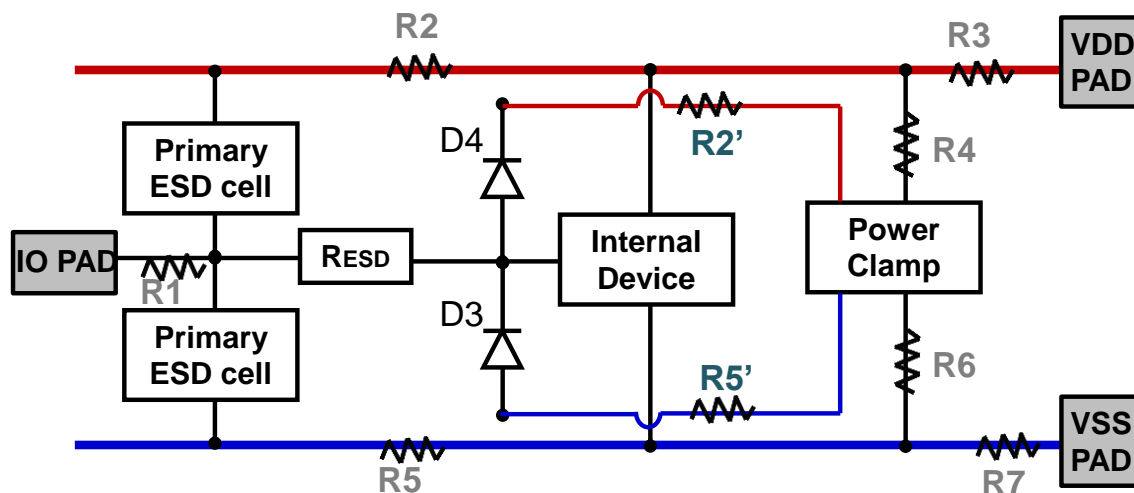 R2
R3
VDD
PAD
D4
R2’
R4
Primary
ESD cell
IO PAD
R1
RESD
Internal
Device
Power
Clamp
D3
Primary
ESD cell
R5’
R6
R5
R7
VSS
PAD